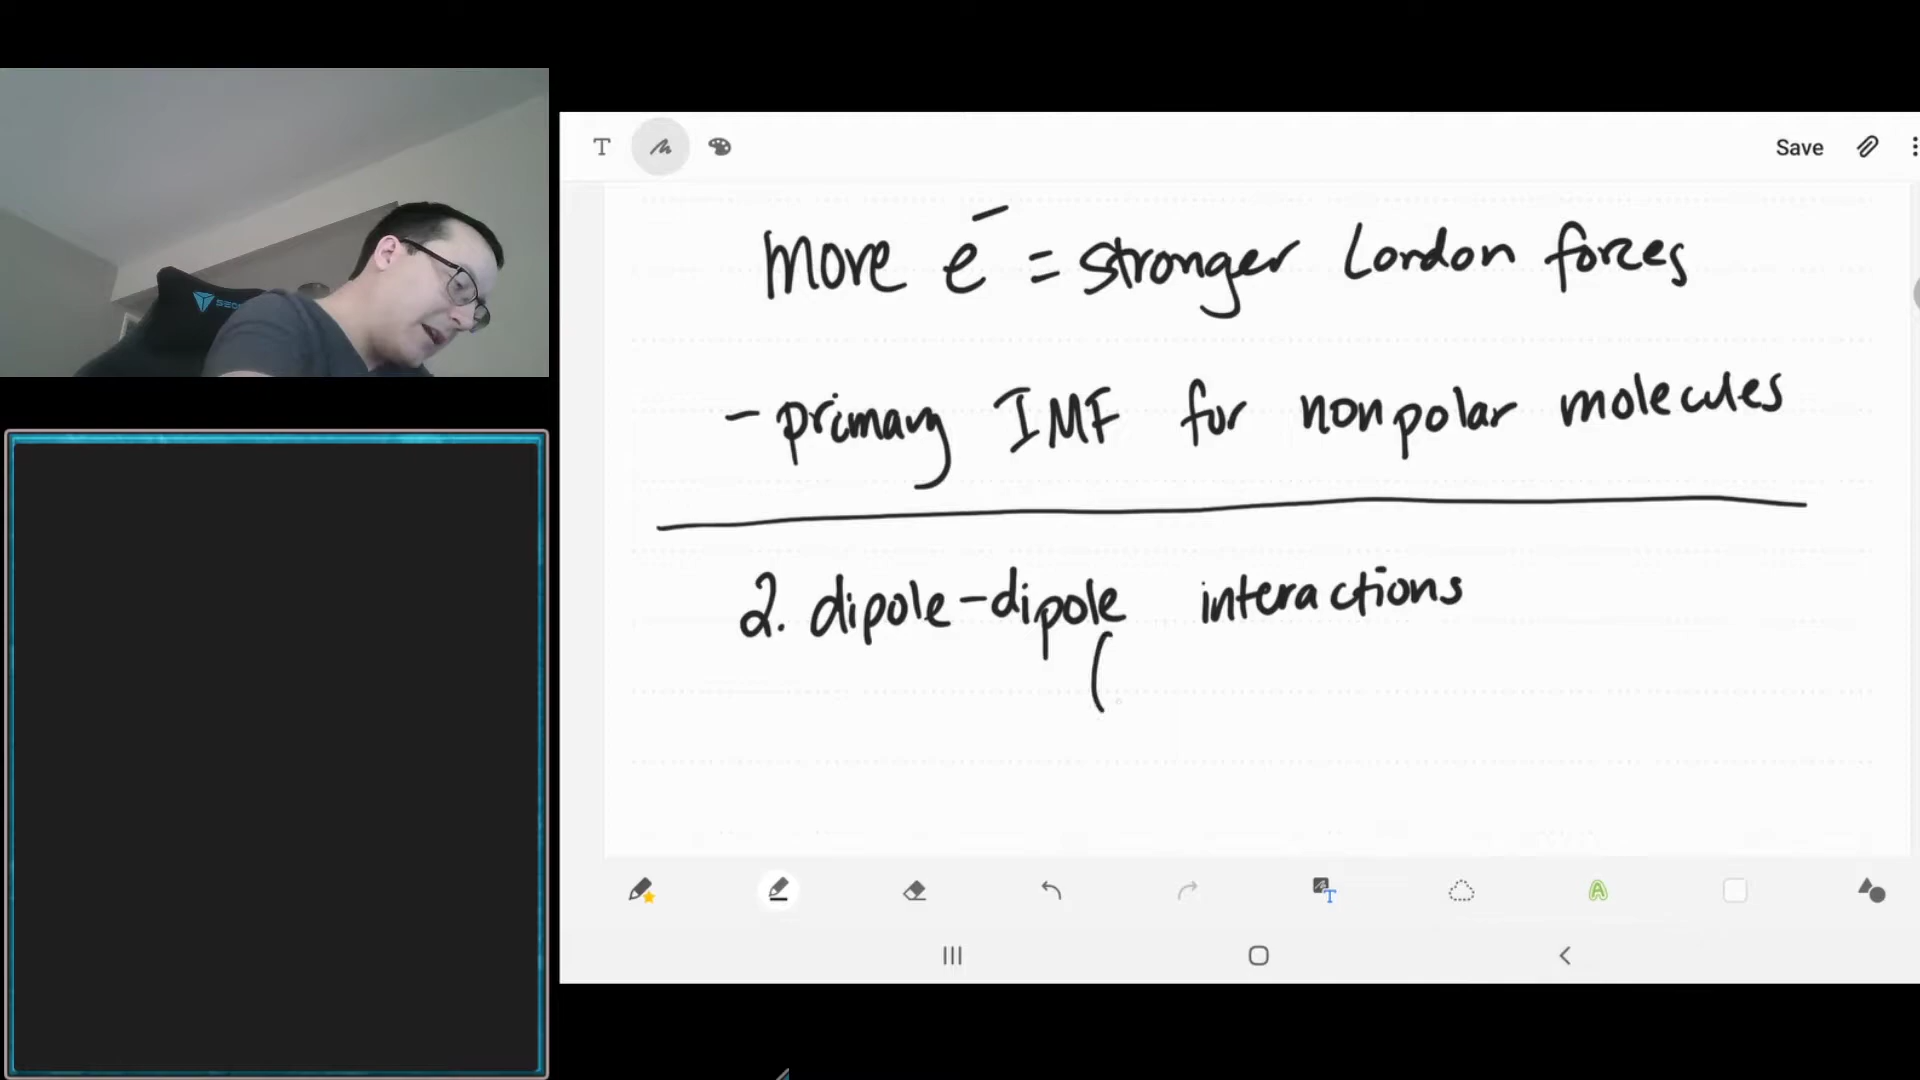 Save
more e⁻ = stronger London forces
- primary IMF for nonpolar molecules
2. dipole-dipole interactions
(